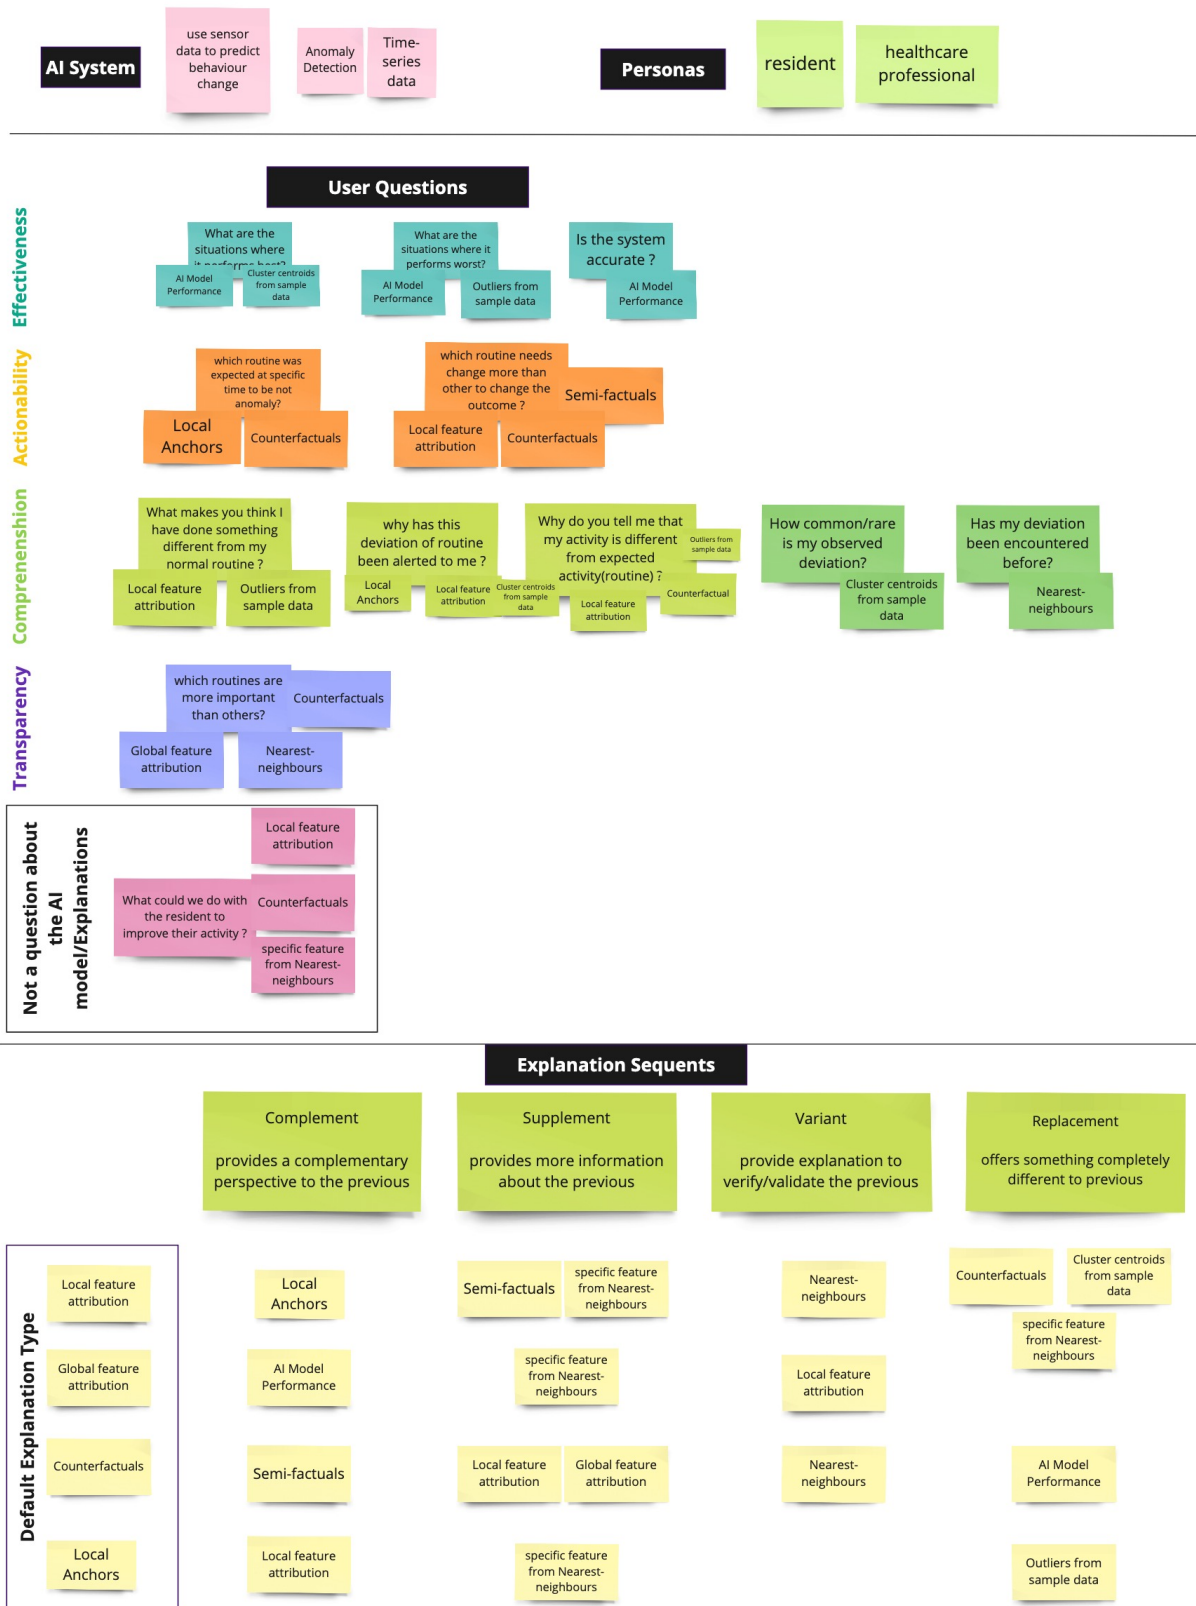 AI System
use sensor
data to predict
behaviour
change
Anomaly
Detection
Time-
series
data
Personas
resident
healthcare
professional
User Questions
Effectiveness
What are the
situations where
it performs best?
AI Model
Performance
Cluster centroids
from sample
data
What are the
situations where it
performs worst?
AI Model
Performance
Outliers from
sample data
Is the system
accurate ?
AI Model
Performance
Actionability
which routine was
expected at specific
time to be not
anomaly?
Local
Anchors
Counterfactuals
which routine needs
change more than
other to change the
outcome ?
Semi-factuals
Local feature
attribution
Counterfactuals
Comprenenshion
What makes you think I
have done something
different from my
normal routine ?
Local feature
attribution
Outliers from
sample data
why has this
deviation of routine
been alerted to me ?
Local
Anchors
Local feature
attribution
Cluster centroids
from sample
data
Why do you tell me that
my activity is different
from expected
activity(routine) ?
Outliers from
sample data
Local feature
attribution
Counterfactual
How common/rare
is my observed
deviation?
Cluster centroids
from sample
data
Has my deviation
been encountered
before?
Nearest-
neighbours
Transparency
which routines are
more important
than others?
Counterfactuals
Global feature
attribution
Nearest-
neighbours
Not a question about
the AI
model/Explanations
Local feature
attribution
What could we do with
the resident to
improve their activity ?
Counterfactuals
specific feature
from Nearest-
neighbours
Explanation Sequents
Complement
provides a complementary
perspective to the previous
Supplement
provides more information
about the previous
Variant
provide explanation to
verify/validate the previous
Replacement
offers something completely
different to previous
Default Explanation Type
Local feature
attribution
Local
Anchors
Semi-factuals
specific feature
from Nearest-
neighbours
Nearest-
neighbours
Counterfactuals
Cluster centroids
from sample
data
specific feature
from Nearest-
neighbours
Global feature
attribution
AI Model
Performance
specific feature
from Nearest-
neighbours
Local feature
attribution
Counterfactuals
Semi-factuals
Local feature
attribution
Global feature
attribution
Nearest-
neighbours
AI Model
Performance
Local
Anchors
Local feature
attribution
specific feature
from Nearest-
neighbours
Outliers from
sample data